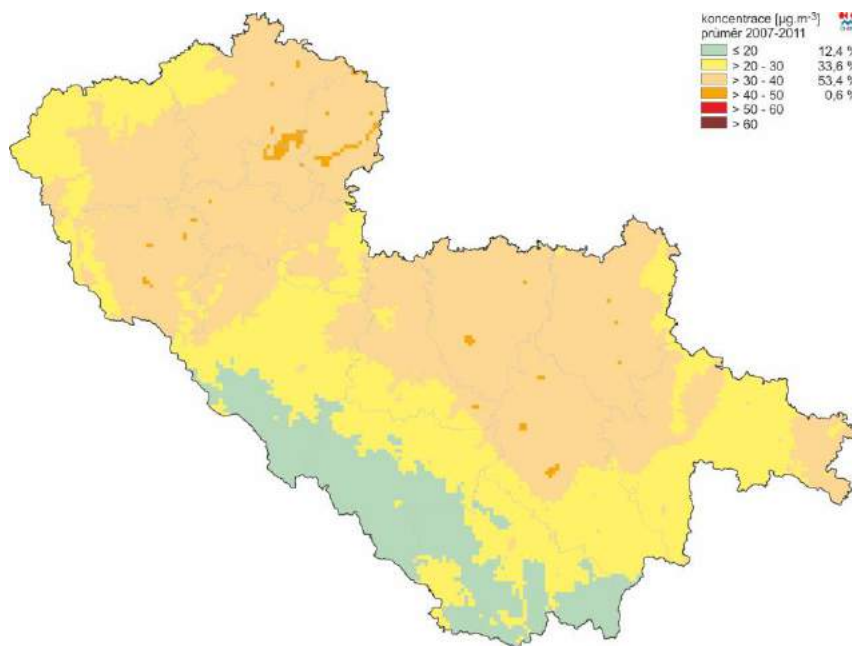 koncentrace [µg.m-3]
průměr 2007-2011
≤ 20 12,4 %
> 20 - 30 33,6 %
> 30 - 40 53,4 %
> 40 - 50 0,6 %
> 50 - 60
> 60